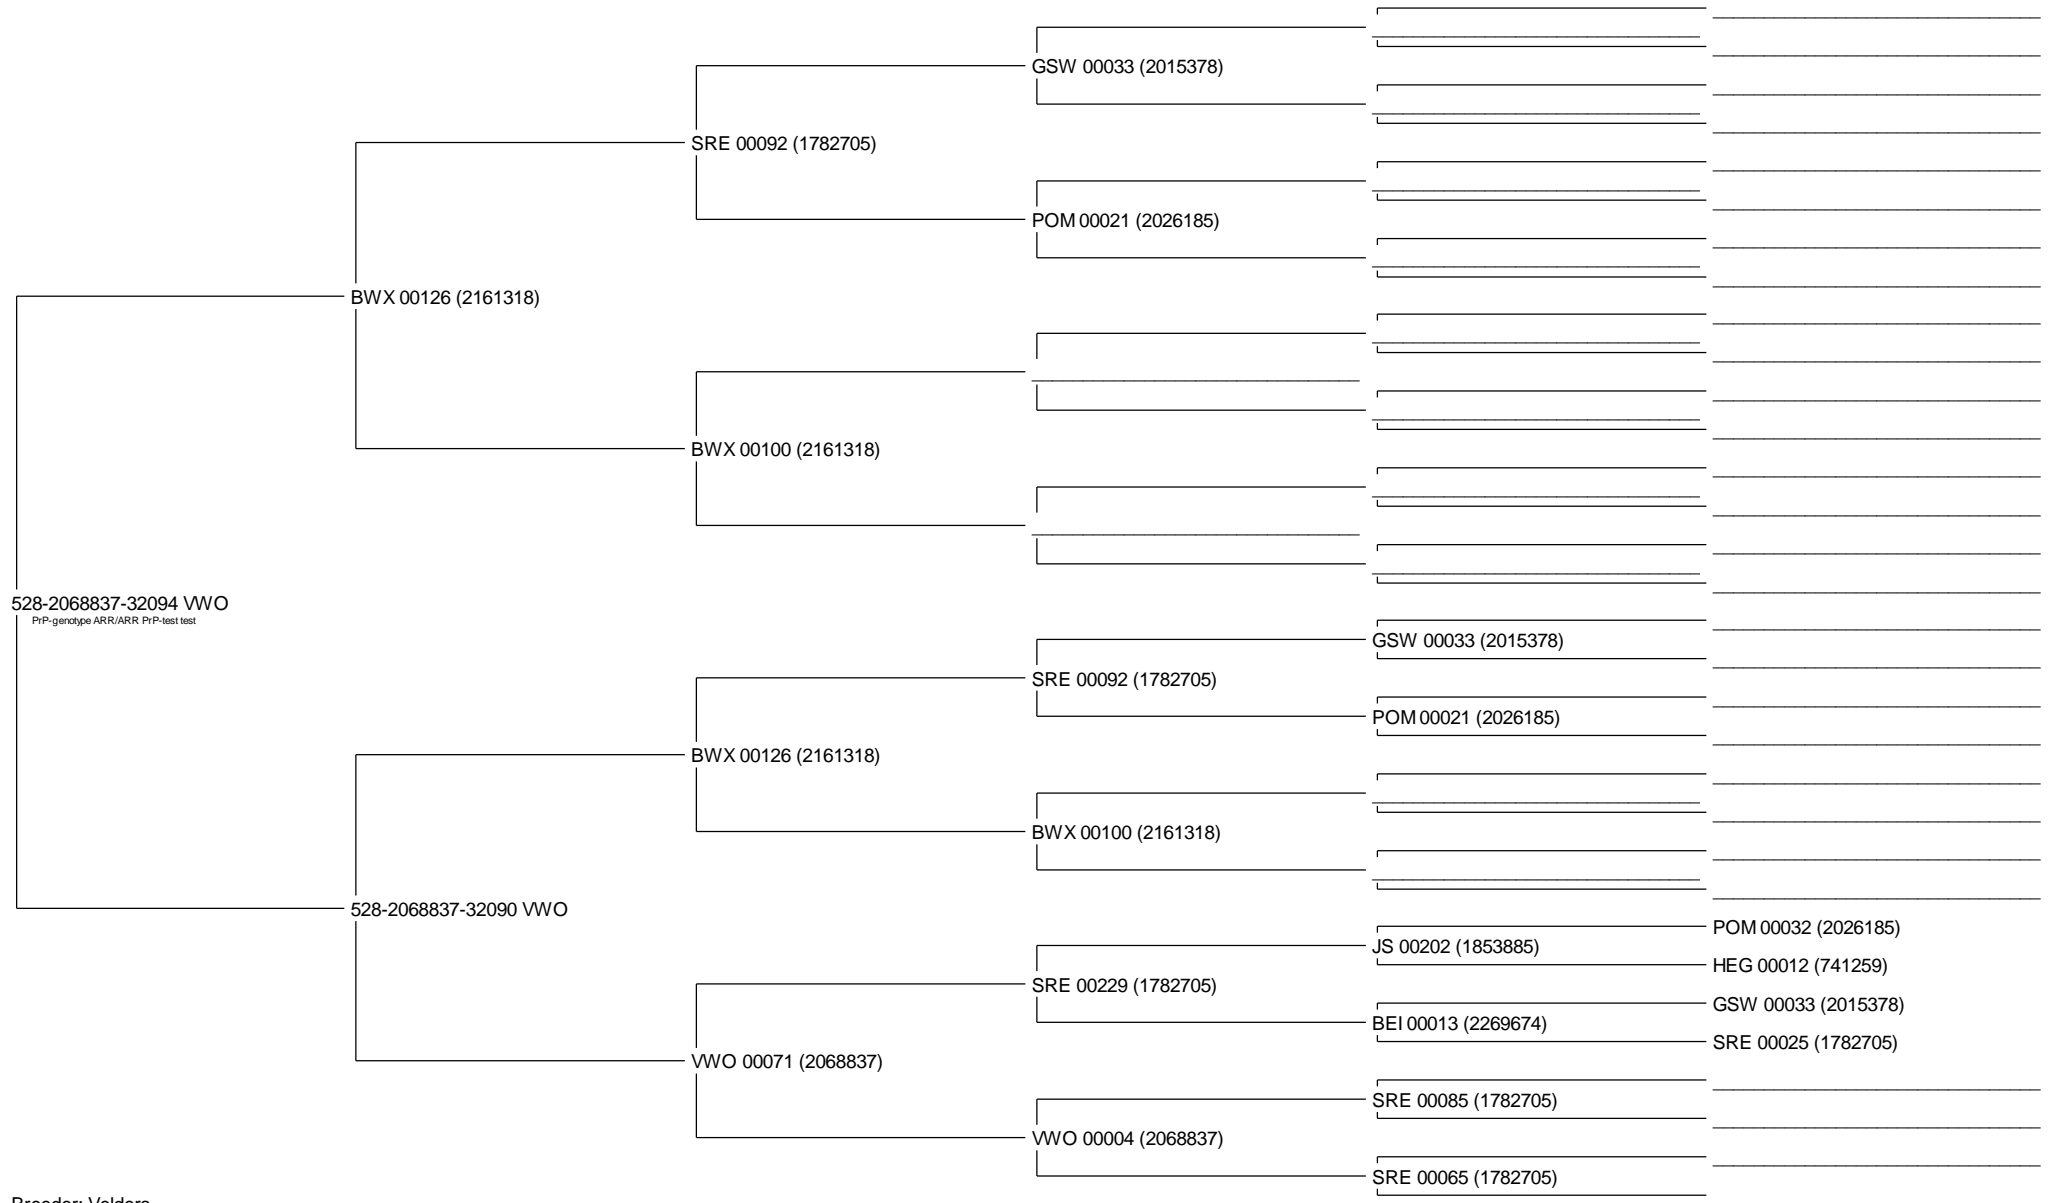 GSW 00033 (2015378)
SRE 00092 (1782705)
POM 00021 (2026185)
BWX 00126 (2161318)
BWX 00100 (2161318)
528-2068837-32094 VWO
PrP-genotype ARR/ARR PrP-test test
GSW 00033 (2015378)
SRE 00092 (1782705)
POM 00021 (2026185)
BWX 00126 (2161318)
BWX 00100 (2161318)
528-2068837-32090 VWO
POM 00032 (2026185)
JS 00202 (1853885)
HEG 00012 (741259)
SRE 00229 (1782705)
GSW 00033 (2015378)
BEI 00013 (2269674)
SRE 00025 (1782705)
VWO 00071 (2068837)
SRE 00085 (1782705)
VWO 00004 (2068837)
SRE 00065 (1782705)